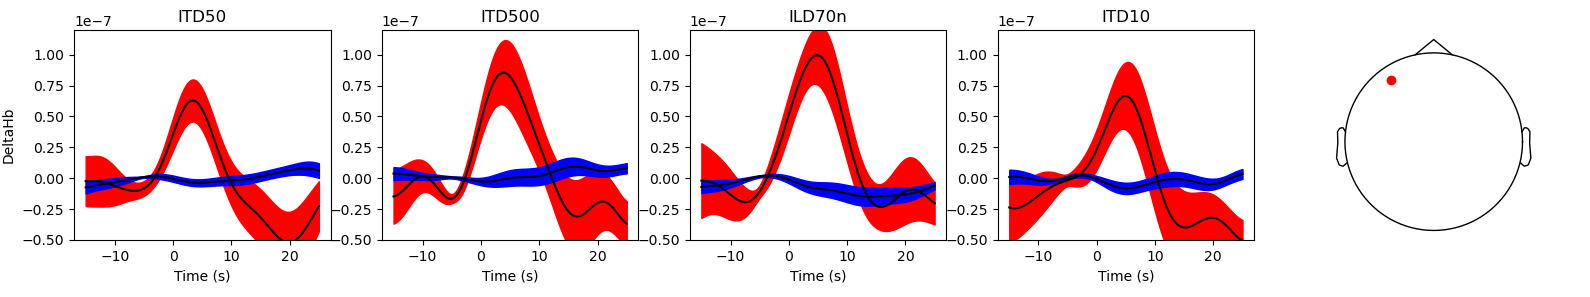 ITD50 ITD500 ILD70n ITD10
1e−7 1e−7 1e−7 1e−7
1.00 1.00 1.00 1.00
0.75 0.75 0.75 0.75
0.50 0.50 0.50 0.50
DeltaHb
0.25 0.25 0.25 0.25
0.00 0.00 0.00 0.00
−0.25 −0.25 −0.25 −0.25
−0.50 −0.50 −0.50 −0.50
−10 0 10 20 −10 0 10 20 −10 0 10 20 −10 0 10 20
Time (s) Time (s) Time (s) Time (s)